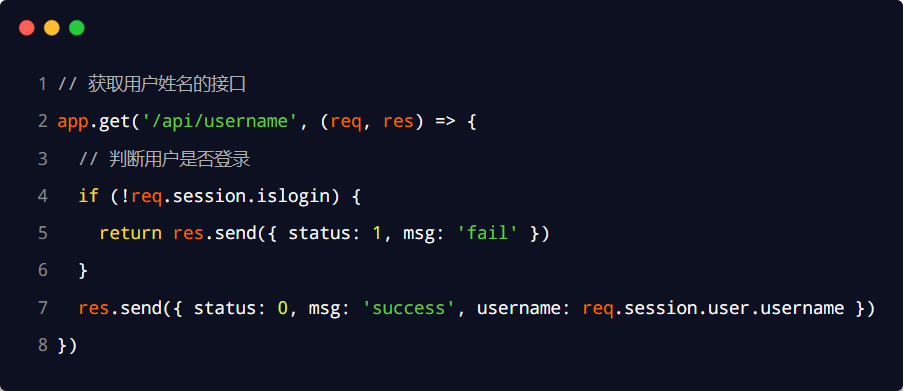 1 // 获取用户姓名的接口
2 app.get('/api/username', (req, res) => {
3   // 判断用户是否登录
4   if (!req.session.islogin) {
5     return res.send({ status: 1, msg: 'fail' })
6   }
7   res.send({ status: 0, msg: 'success', username: req.session.user.username })
8 })